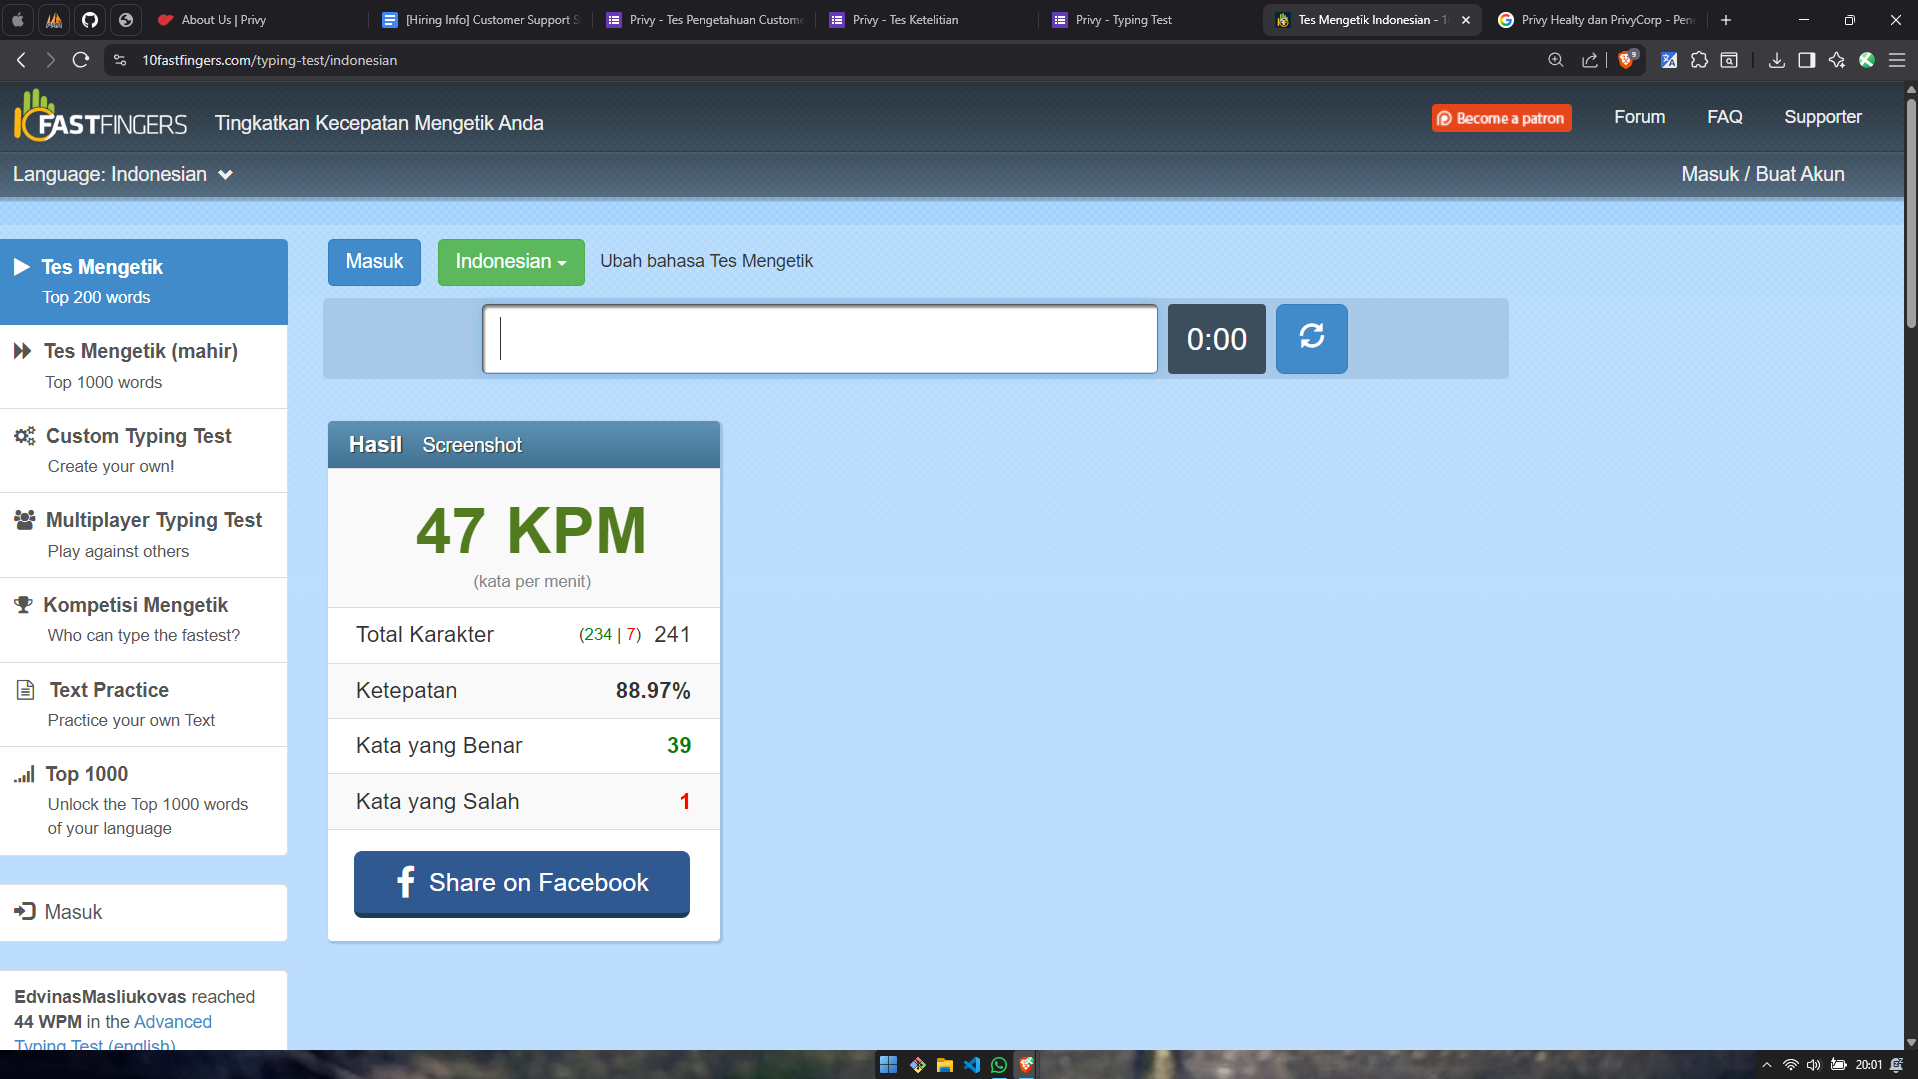 About Us | Privy
[Hiring Info] Customer Support S
Privy - Tes Pengetahuan Custome
Privy - Tes Ketelitian
Privy - Typing Test
Tes Mengetik Indonesian - 1
Privy Healty dan PrivyCorp - Pene
10fastfingers.com/typing-test/indonesian
9
10FASTFINGERS
Tingkatkan Kecepatan Mengetik Anda
Become a patron
Forum
FAQ
Supporter
Language: Indonesian
Masuk / Buat Akun
Tes Mengetik
Top 200 words
Tes Mengetik (mahir)
Top 1000 words
Custom Typing Test
Create your own!
Multiplayer Typing Test
Play against others
Kompetisi Mengetik
Who can type the fastest?
Text Practice
Practice your own Text
Top 1000
Unlock the Top 1000 words
of your language
Masuk
EdvinasMasliukovas reached
44 WPM in the Advanced
Typing Test (english)
Masuk
Indonesian
Ubah bahasa Tes Mengetik
0:00
Hasil Screenshot
47 KPM
(kata per menit)
Total Karakter (234 | 7) 241
Ketepatan 88.97%
Kata yang Benar 39
Kata yang Salah 1
Share on Facebook
20:01